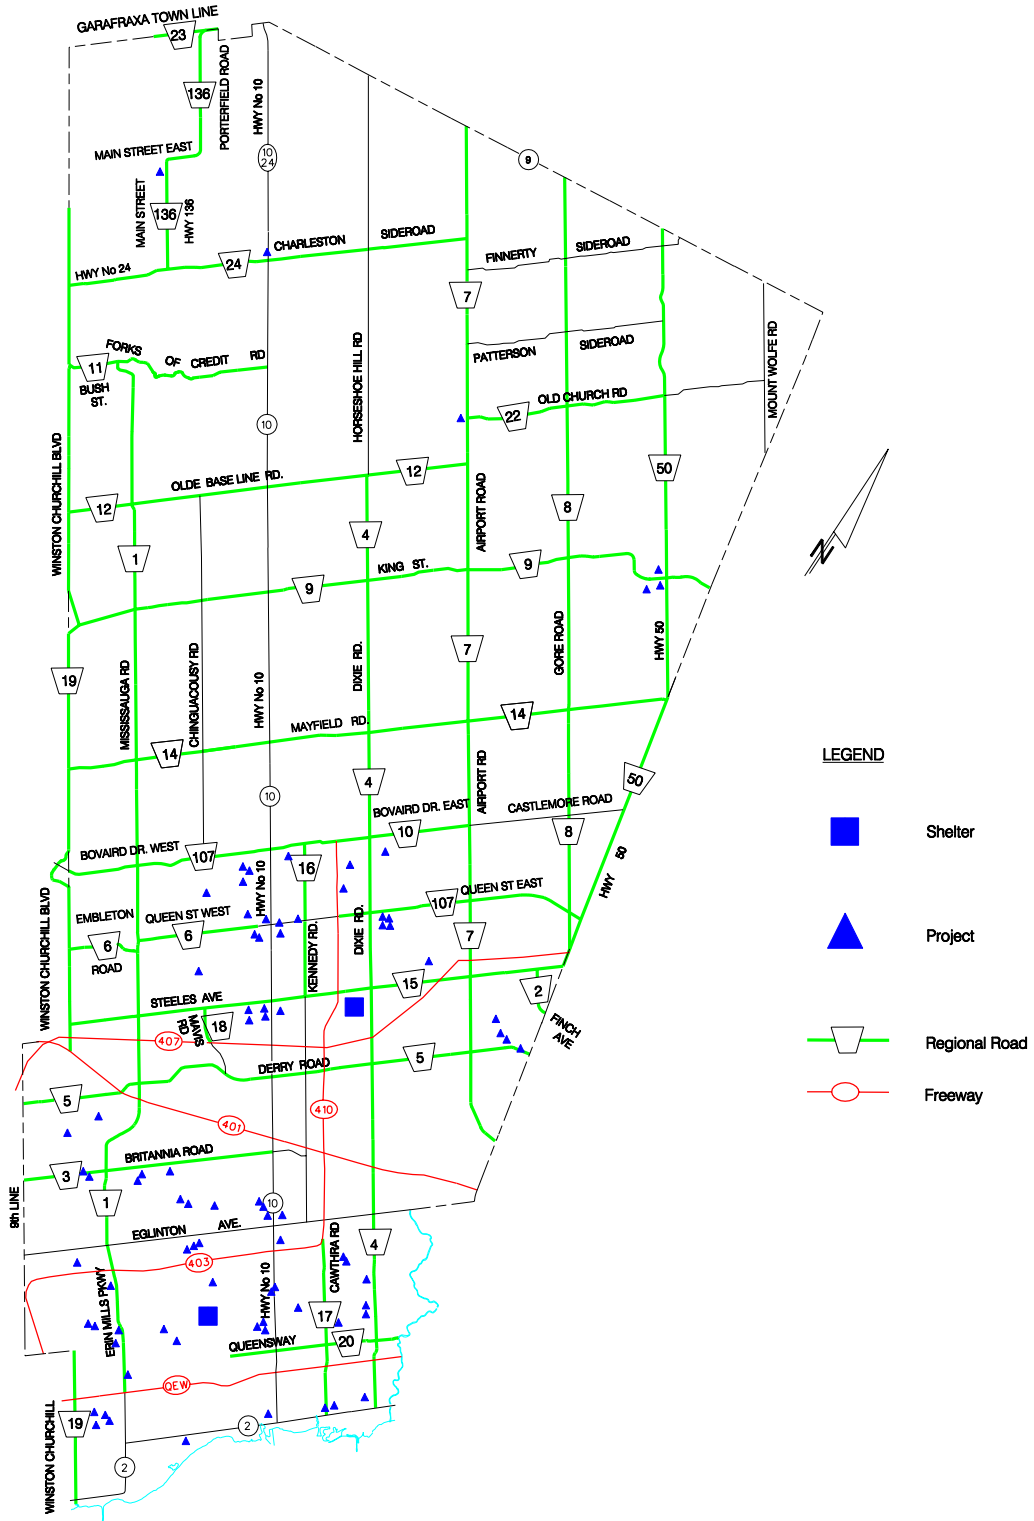 GARAFRAXA TOWN LINE
23
PORTERFIELD ROAD
HWY No 10
136
MAIN STREET EAST
10
24
9
MAIN STREET
136
HWY 136
CHARLESTON SIDEROAD
HWY No 24
24
FINNERTY SIDEROAD
7
FORKS OF CREDIT RD
11
BUSH
ST.
HORSESHOE HILL RD
PATTERSON SIDEROAD
MOUNT WOLFE RD
OLD CHURCH RD
22
10
WINSTON CHURCHILL BLVD
OLDE BASE LINE RD.
12
12
50
AIRPORT ROAD
8
4
1
KING ST.
9
9
N
GORE ROAD
HWY 50
7
19
MISSISSAUGA RD
CHINGUACOUSY RD
HWY No 10
DIXIE RD.
MAYFIELD RD.
14
14
LEGEND
4
AIRPORT RD
50
10
BOVAIRD DR. EAST
CASTLEMORE ROAD
10
8
Shelter
BOVAIRD DR. WEST
107
16
HWY No 10
HWY 50
QUEEN ST EAST
107
WINSTON CHURCHILL BLVD
EMBLETON
QUEEN ST WEST
6
6
ROAD
KENNEDY RD.
DIXIE RD.
7
Project
STEELES AVE
15
2
MAVIS
RD
18
FINCH
AVE
407
DERRY ROAD
5
Regional Road
5
410
401
Freeway
BRITANNIA ROAD
3
9th LINE
1
10
EGLINTON AVE.
CAWTHRA RD
4
403
ERIN MILLS PKWY
HWY No 10
17
QUEENSWAY
20
QEW
WINSTON CHURCHILL
19
2
2